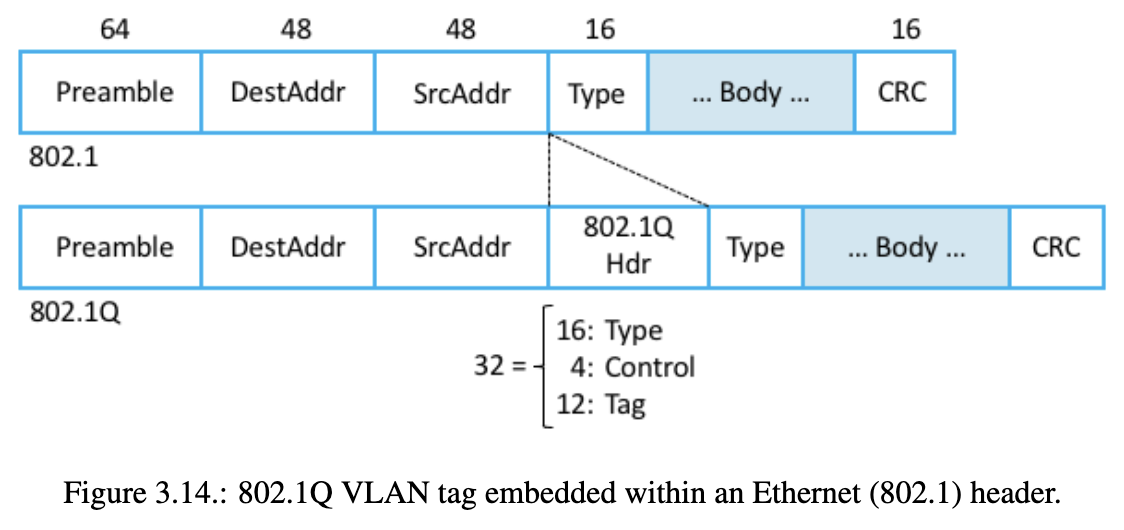 64 48 48 16 16
Preamble DestAddr SrcAddr Type ... Body ... CRC
802.1
Preamble DestAddr SrcAddr 802.1Q Hdr Type ... Body ... CRC
802.1Q
32 =
16: Type
4: Control
12: Tag
Figure 3.14.: 802.1Q VLAN tag embedded within an Ethernet (802.1) header.